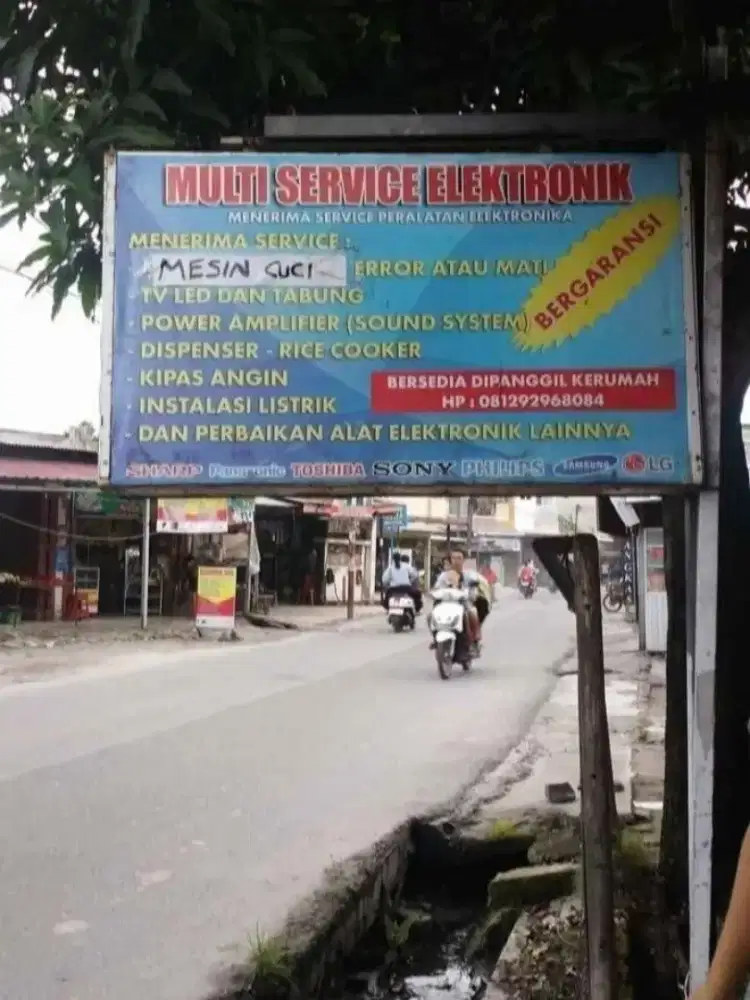 MULTI SERVICE ELEKTRONIK
MENERIMA SERVICE PERALATAN ELEKTRONIKA
MENERIMA SERVICE :
MESIN CUCI ERROR ATAU MATI
- TV LED DAN TABUNG
- POWER AMPLIFIER (SOUND SYSTEM)
- DISPENSER - RICE COOKER
- KIPAS ANGIN
- INSTALASI LISTRIK
- DAN PERBAIKAN ALAT ELEKTRONIK LAINNYA
BERGARANSI
BERSEDIA DIPANGGIL KERUMAH
HP : 081292968084
SHARP Panasonic TOSHIBA SONY PHILIPS SAMSUNG LG